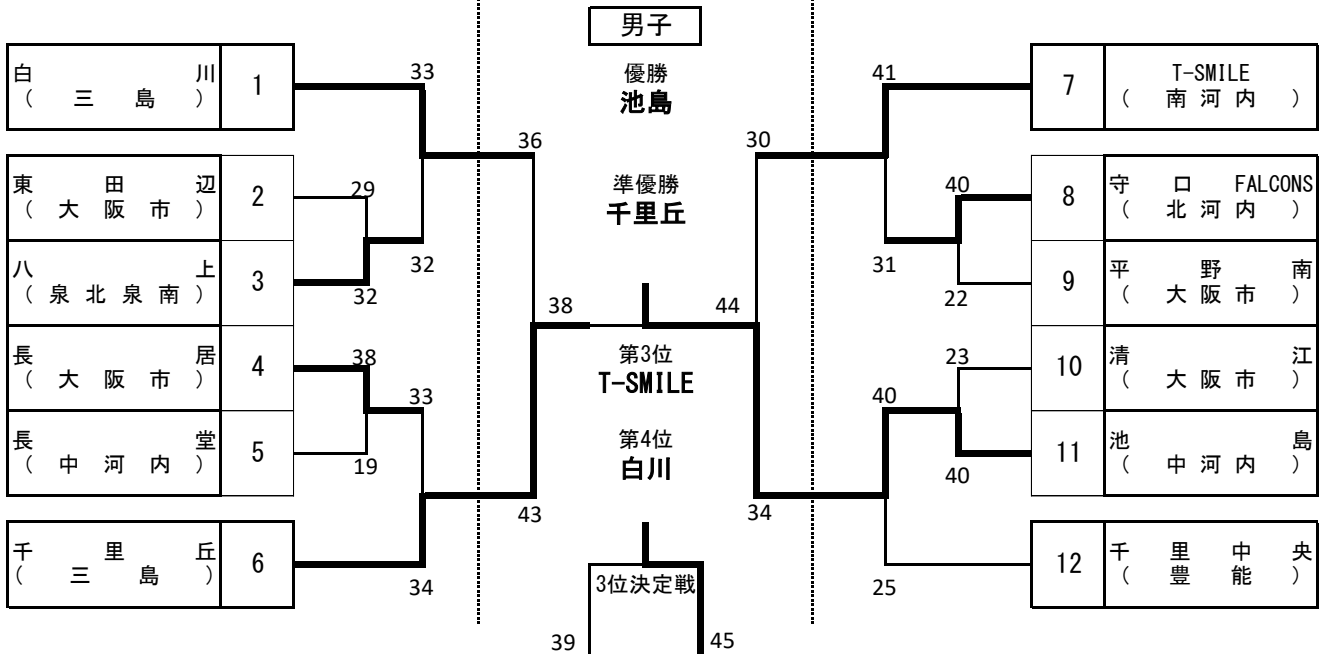 男子
優勝
池島
準優勝
千里丘
第3位
T-SMILE
第4位
白川
3位決定戦
39
45
白川
(三島)
1
33
東田辺
(大阪市)
2
29
八上
(泉北泉南)
3
32
32
36
長居
(大阪市)
4
38
33
長堂
(中河内)
5
19
千里丘
(三島)
6
34
43
38
44
30
34
41
7
T-SMILE
(南河内)
40
8
守口 FALCONS
(北河内)
31
22
9
平野南
(大阪市)
23
10
清江
(大阪市)
40
40
11
池島
(中河内)
25
12
千里中央
(豊能)